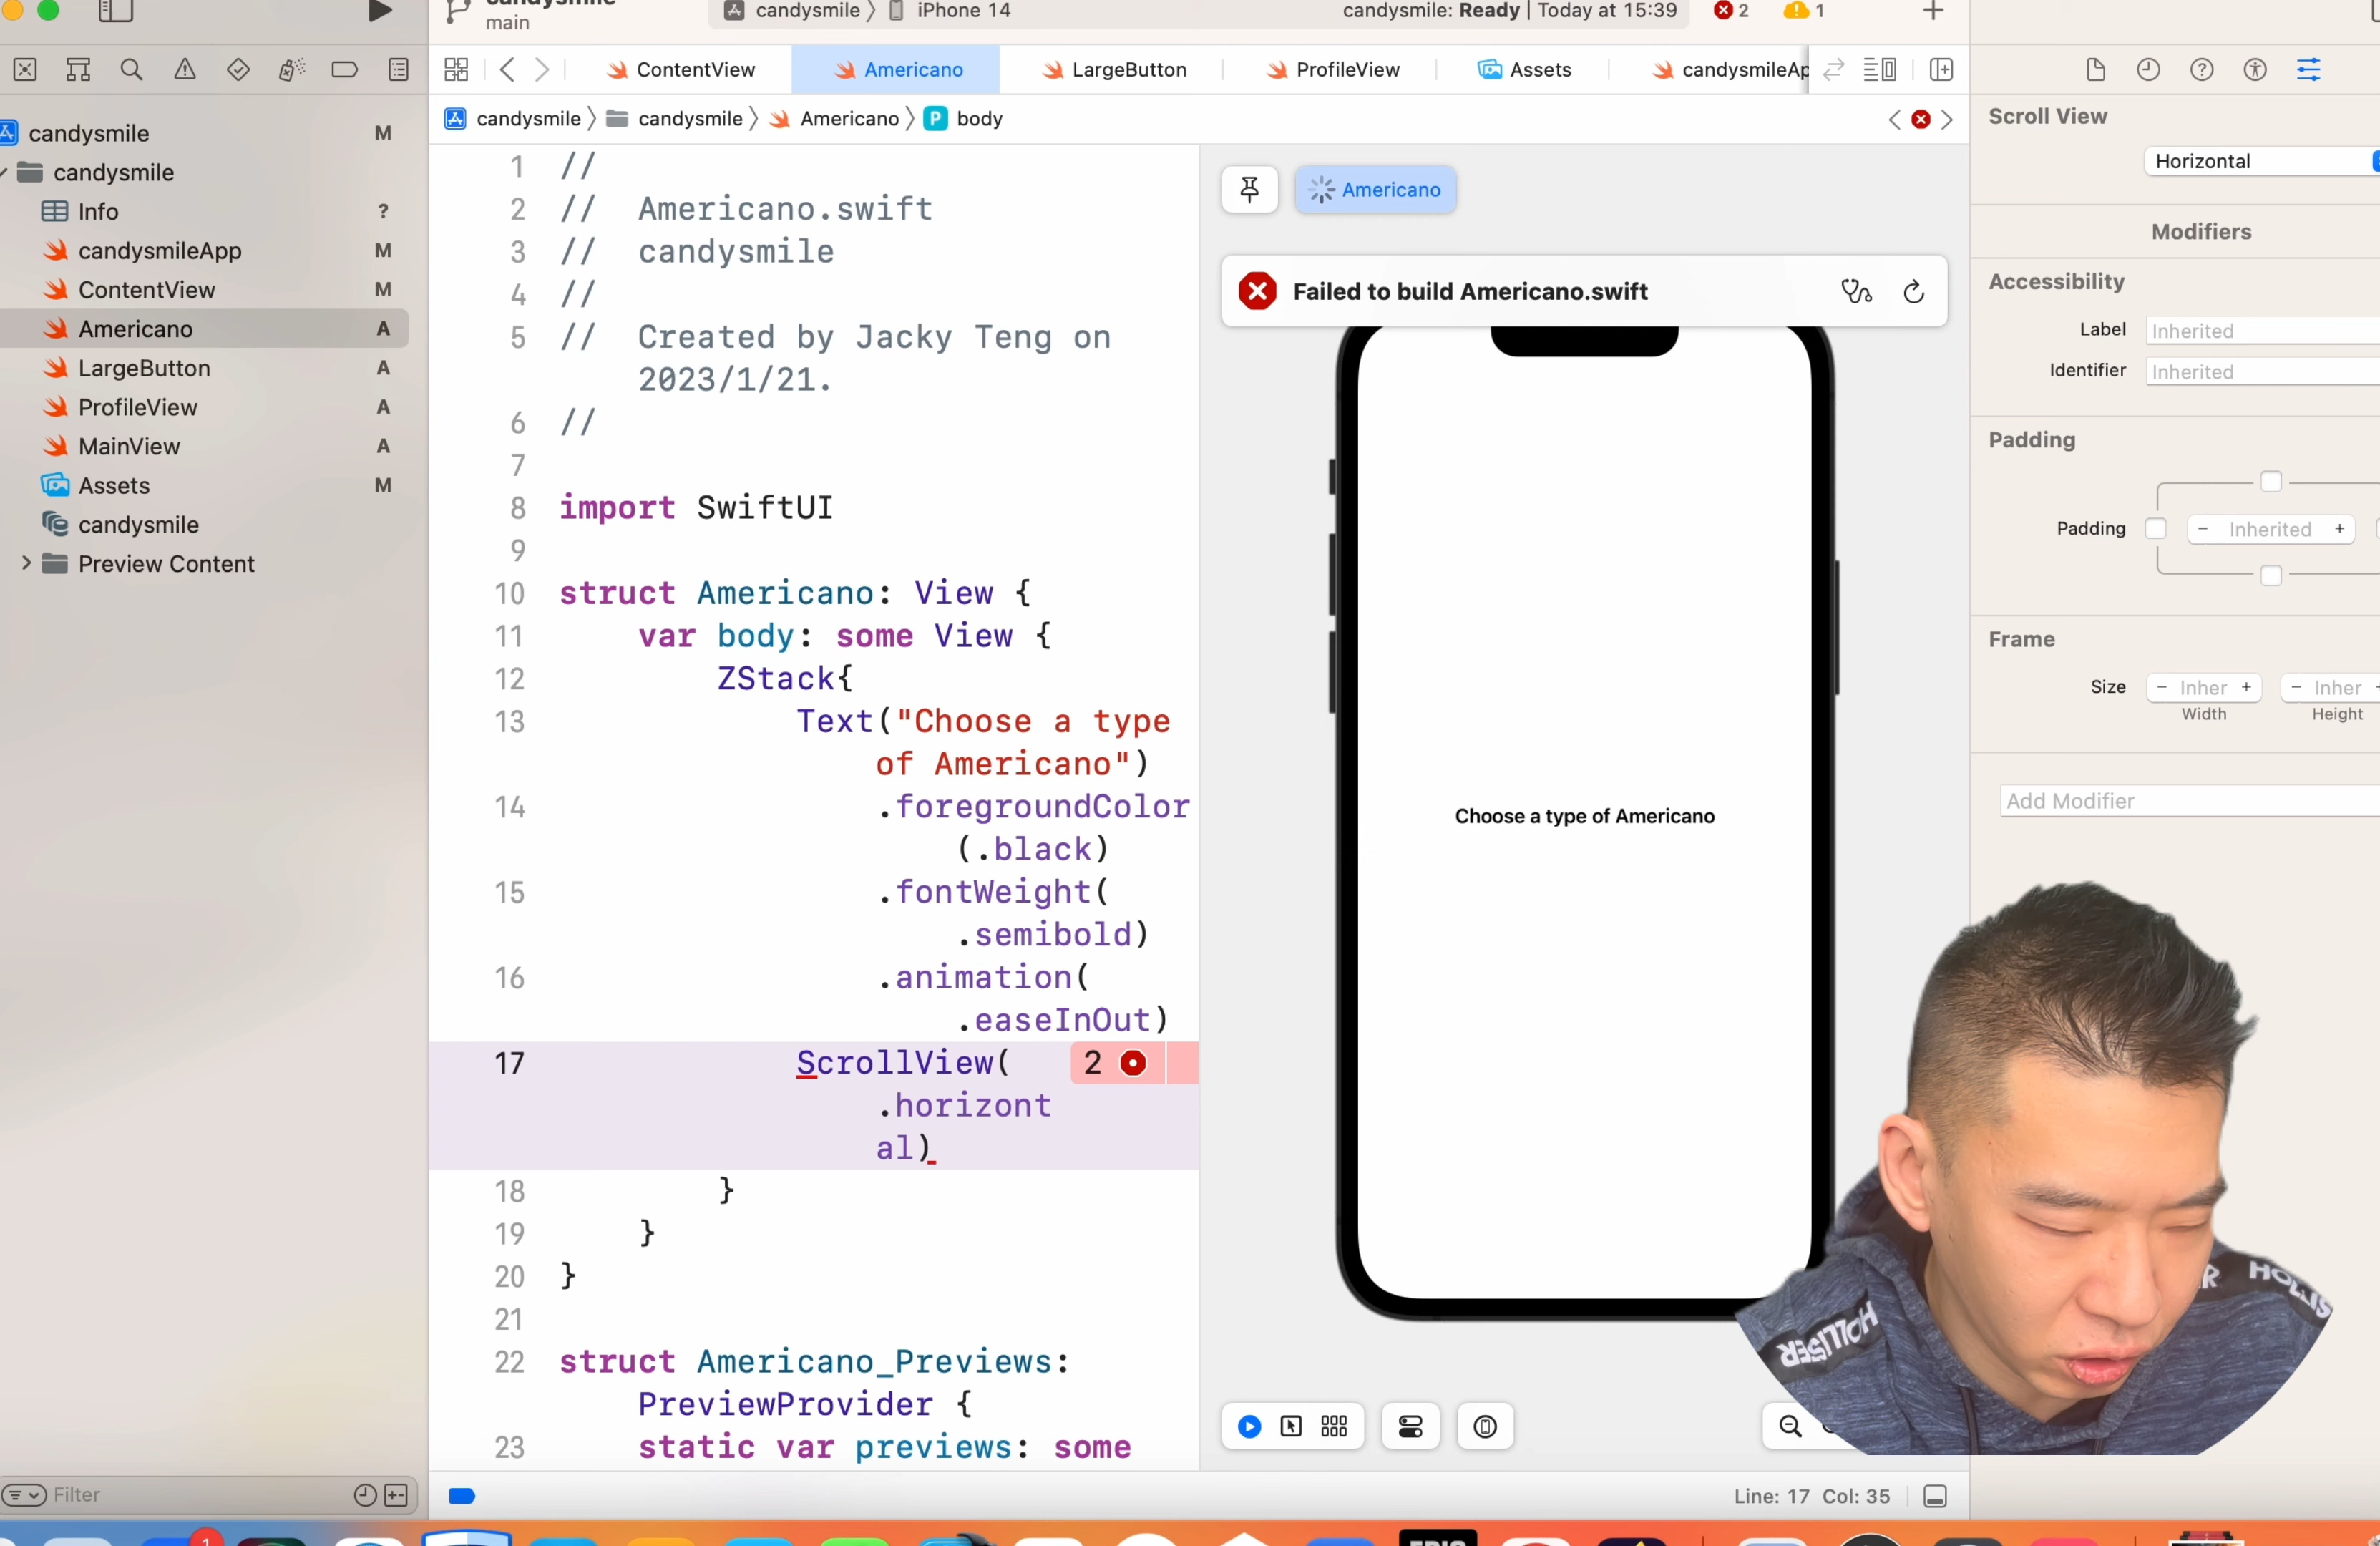 candysmile
main
candysmile
iPhone 14
candysmile: Ready | Today at 15:39
2
1
ContentView
Americano
LargeButton
ProfileView
Assets
candysmileAp
candysmile
candysmile
Americano
P
body
candysmile M
candysmile
Info ?
candysmileApp M
ContentView M
Americano A
LargeButton A
ProfileView A
MainView A
Assets M
candysmile
Preview Content
Filter
1 //
2 //  Americano.swift
3 //  candysmile
4 //
5 //  Created by Jacky Teng on
2023/1/21.
6 //
7
8 import SwiftUI
9
10 struct Americano: View {
11 var body: some View {
12 ZStack{
13 Text("Choose a type
of Americano")
14 .foregroundColor
(.black)
15 .fontWeight(
.semibold)
16 .animation(
.easeInOut)
17 ScrollView( 2
.horizont
al)
18 }
19 }
20 }
21
22 struct Americano_Previews:
PreviewProvider {
23 static var previews: some
Americano
Failed to build Americano.swift
Choose a type of Americano
Line: 17 Col: 35
Scroll View
Horizontal
Modifiers
Accessibility
Label Inherited
Identifier Inherited
Padding
Padding - Inherited +
Frame
Size - Inher + - Inher
Width Height
Add Modifier
HOLLISTER
1